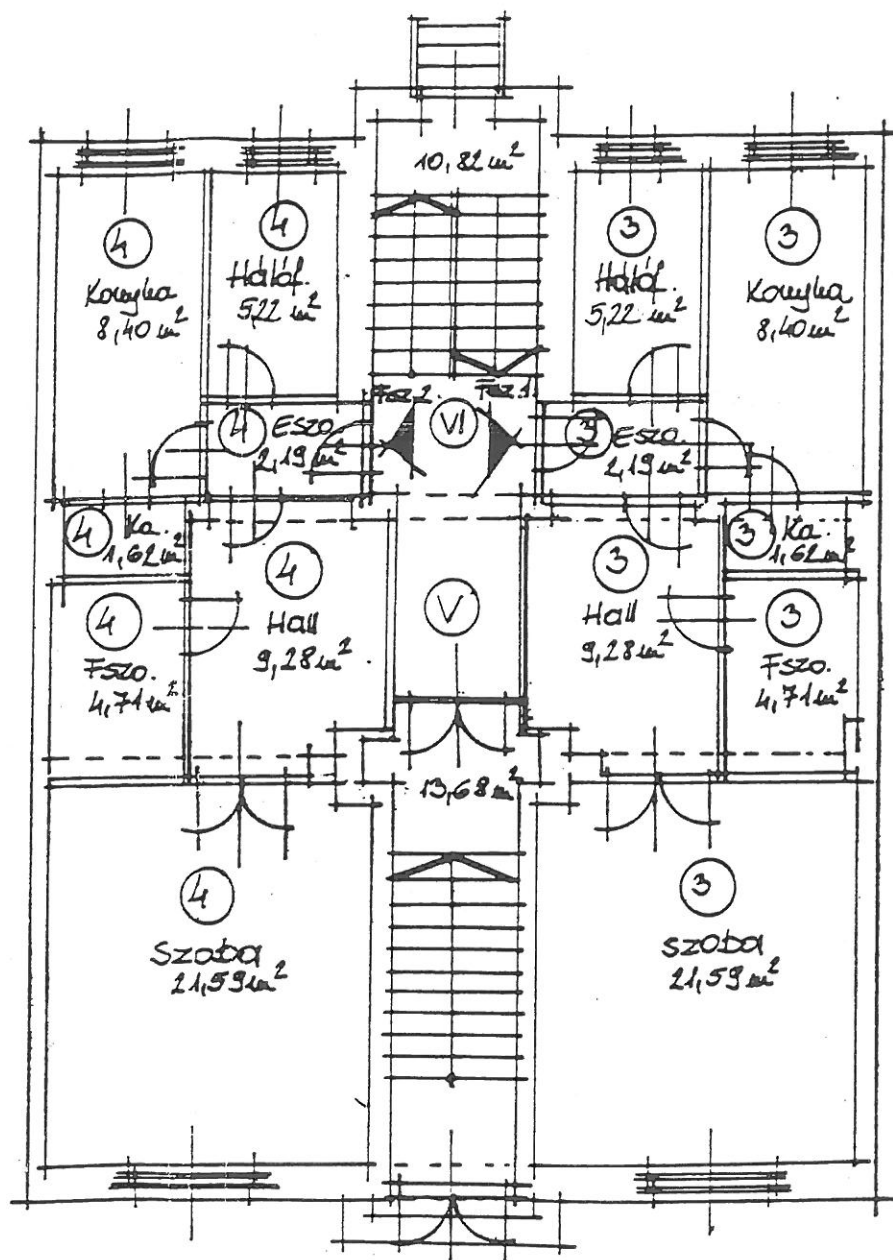 10,82 m²
4
Konyha
8,40 m²
4
Hálóf.
5,22 m²
3
Hálóf.
5,22 m²
3
Konyha
8,40 m²
Fsz 2.
Fsz 1.
4
Eszo.
2,19 m²
VI
3
Eszo.
2,19 m²
4
Ka.
1,62 m²
4
Hall
9,28 m²
V
3
Hall
9,28 m²
3
Ka.
1,62 m²
4
Fszo.
4,71 m²
3
Fszo.
4,71 m²
13,68 m²
4
Szoba
21,59 m²
3
Szoba
21,59 m²